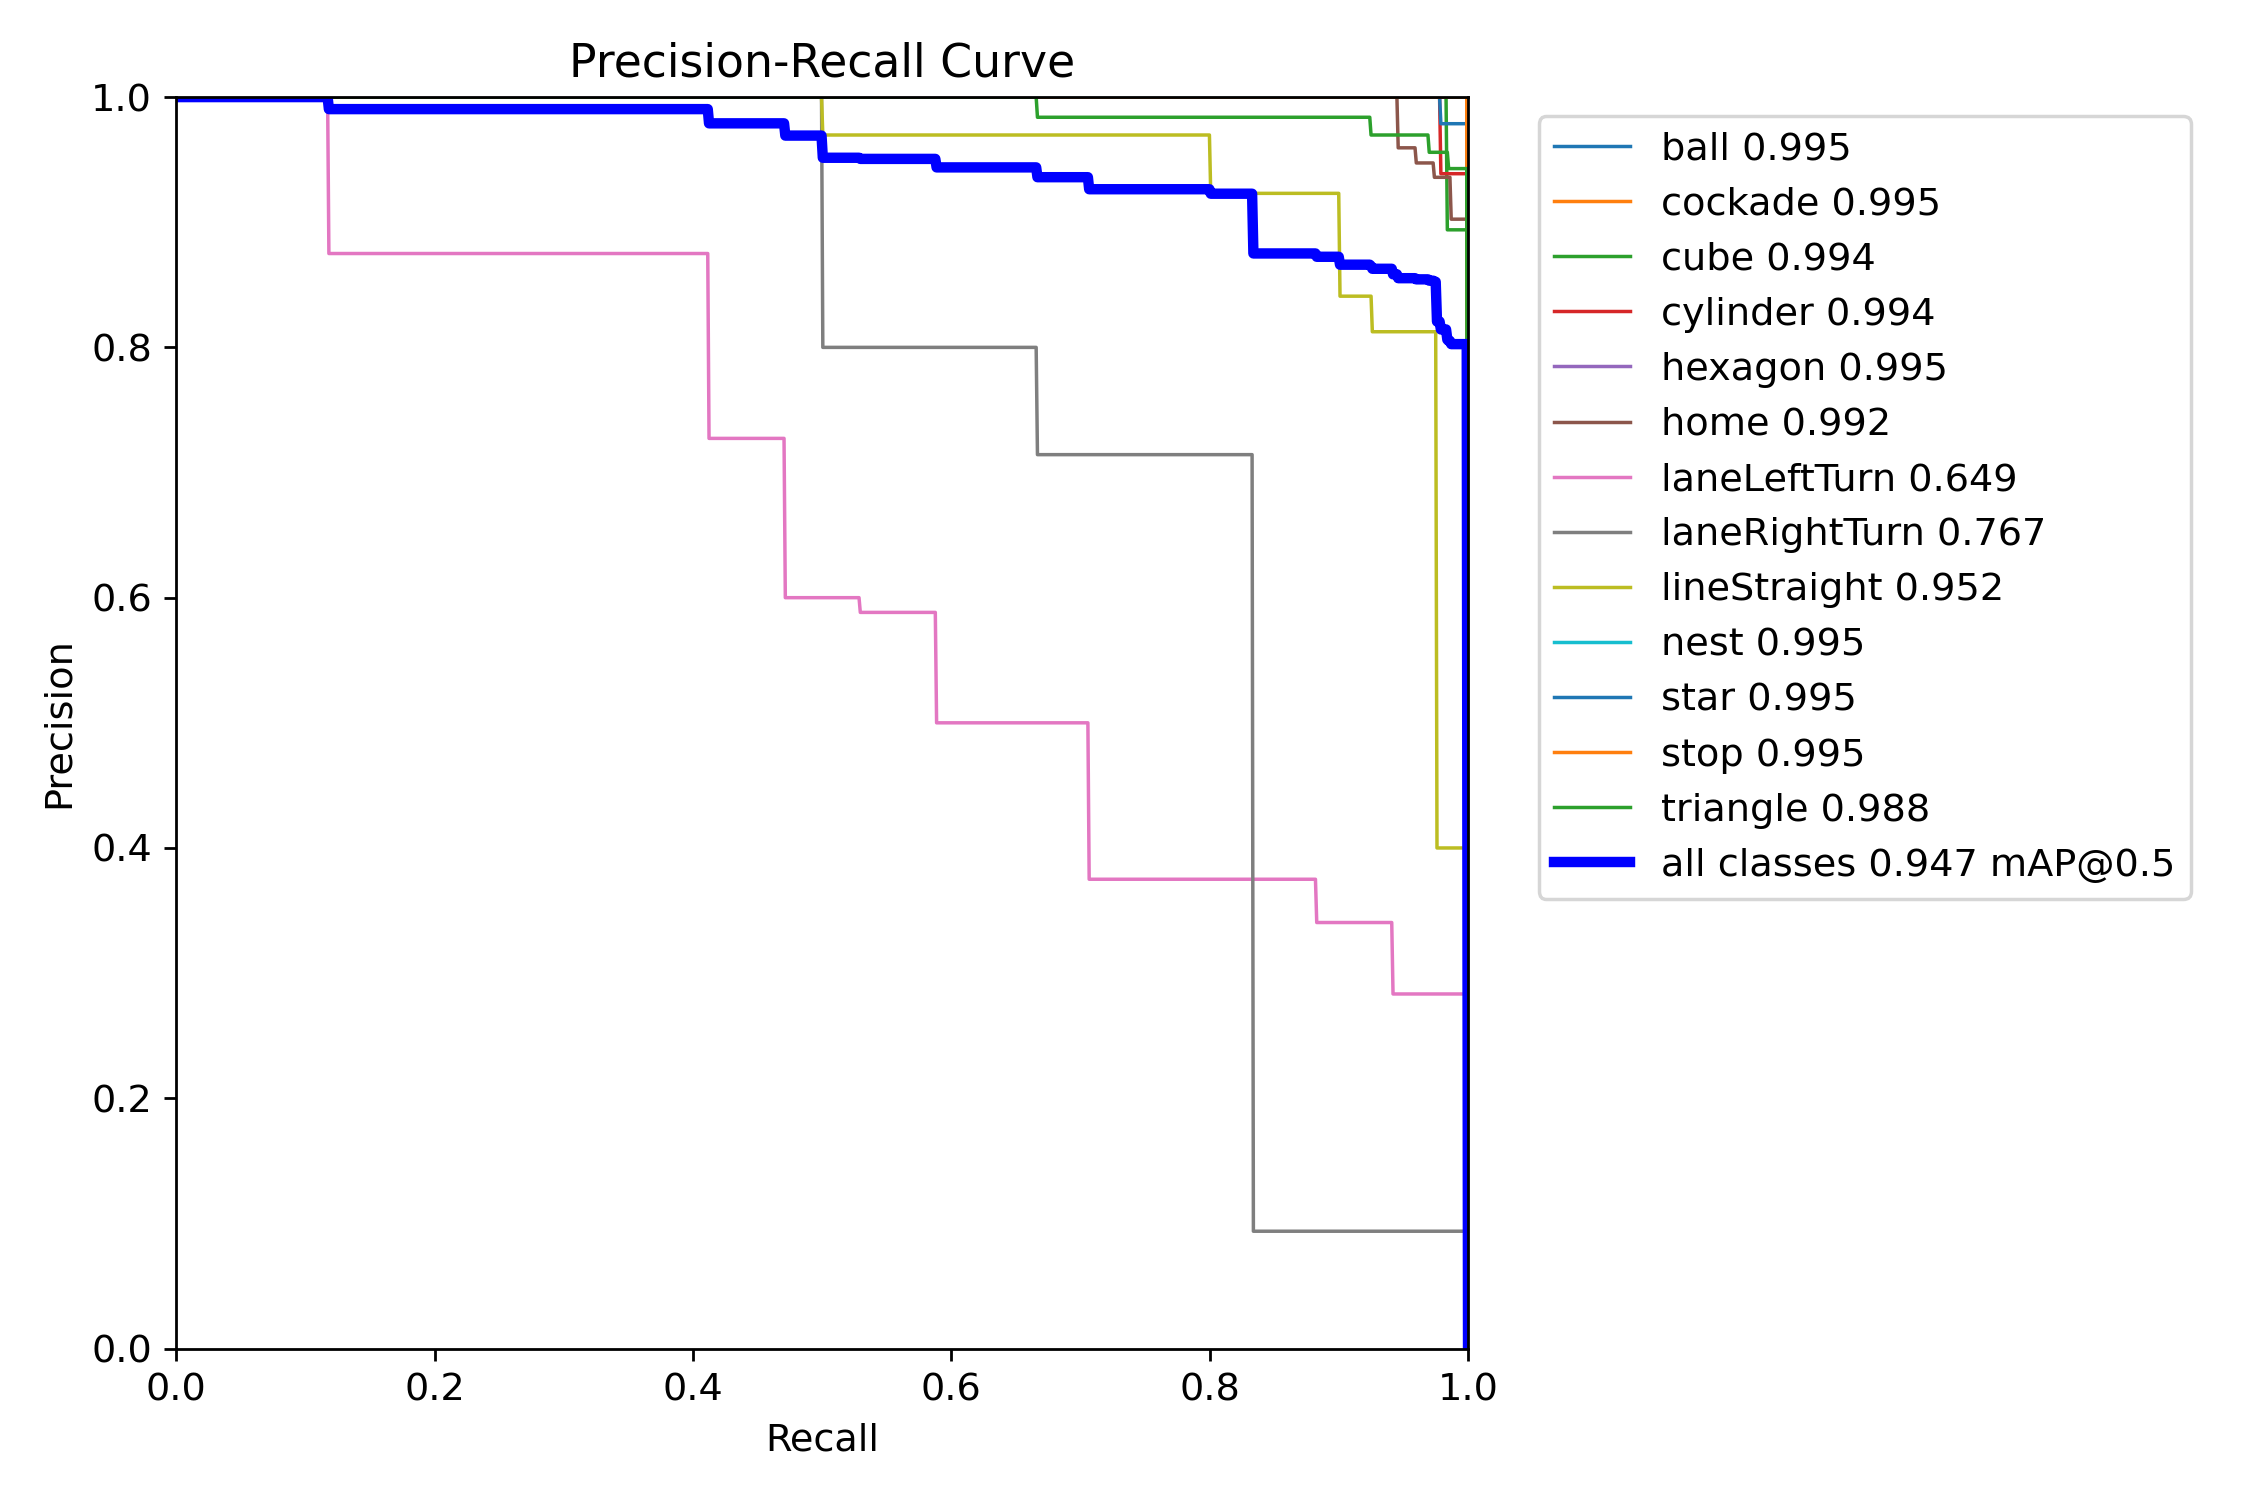 Precision-Recall Curve
1.0
0.8
0.6
0.4
0.2
0.0
Precision
0.0 0.2 0.4 0.6 0.8 1.0
Recall
ball 0.995
cockade 0.995
cube 0.994
cylinder 0.994
hexagon 0.995
home 0.992
laneLeftTurn 0.649
laneRightTurn 0.767
lineStraight 0.952
nest 0.995
star 0.995
stop 0.995
triangle 0.988
all classes 0.947 mAP@0.5